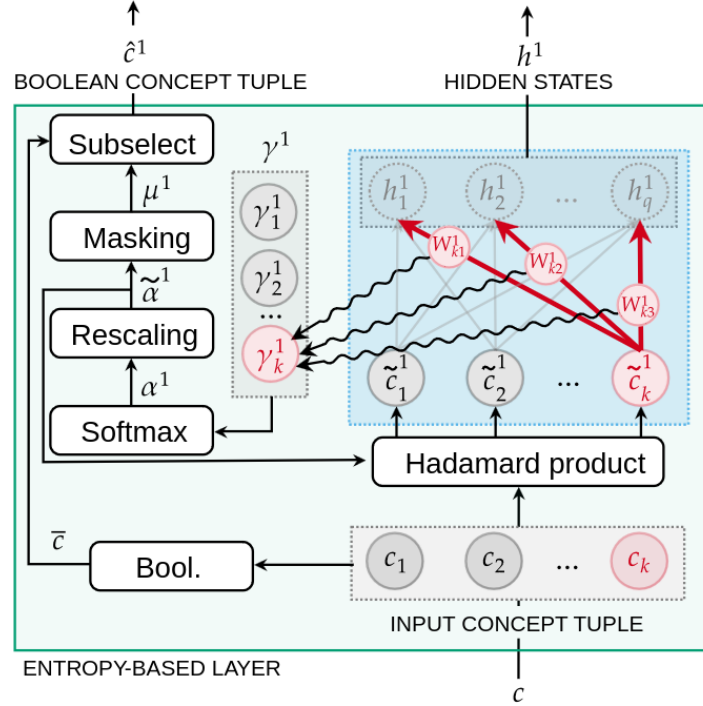 ĉ¹
h¹
BOOLEAN CONCEPT TUPLE
HIDDEN STATES
Subselect
γ¹
μ¹
h¹₁ h¹₂ ... h¹_q
γ¹₁
Masking
W¹_k1 W¹_k2 W¹_k3
α̃¹
γ¹₂
...
Rescaling
γ¹_k
α¹
c̃¹₁ c̃¹₂ ... c̃¹_k
Softmax
Hadamard product
c̄
Bool.
c₁ c₂ ... c_k
INPUT CONCEPT TUPLE
ENTROPY-BASED LAYER
c